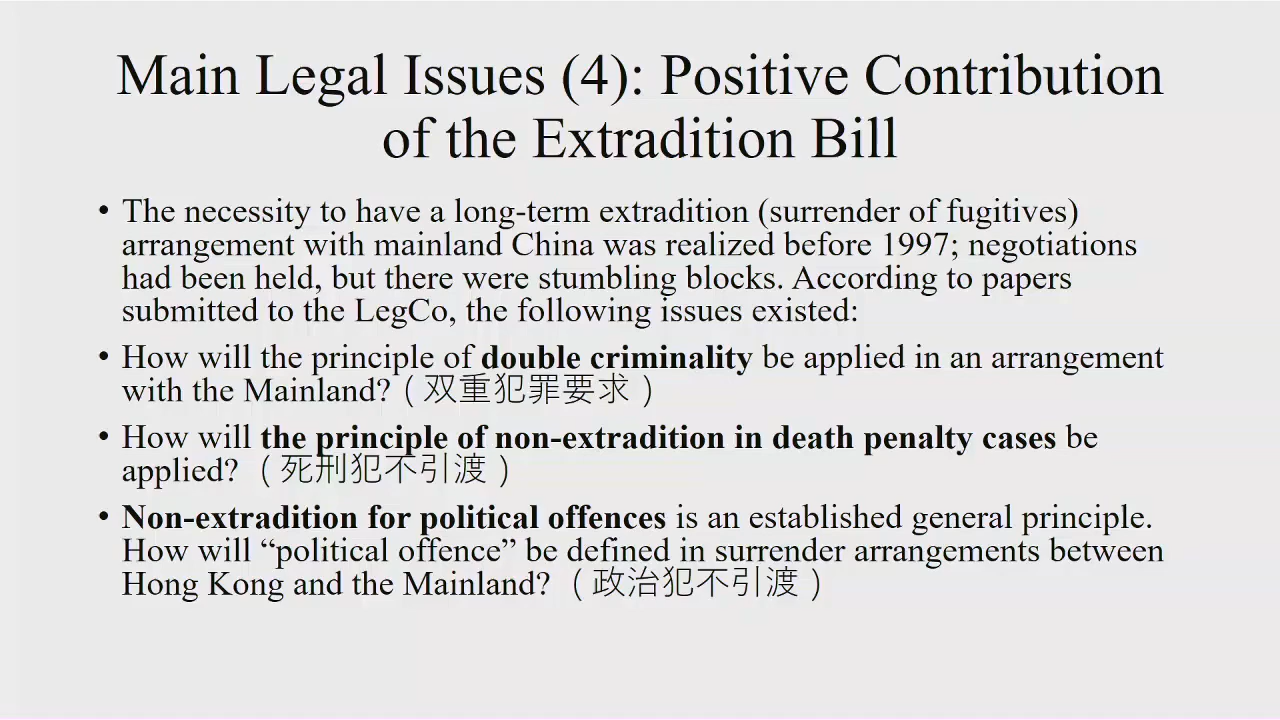 Main Legal Issues (4): Positive Contribution
of the Extradition Bill
• The necessity to have a long-term extradition (surrender of fugitives)
arrangement with mainland China was realized before 1997; negotiations
had been held, but there were stumbling blocks. According to papers
submitted to the LegCo, the following issues existed:
• How will the principle of double criminality be applied in an arrangement
with the Mainland?（双重犯罪要求）
• How will the principle of non-extradition in death penalty cases be
applied? （死刑犯不引渡）
• Non-extradition for political offences is an established general principle.
How will “political offence” be defined in surrender arrangements between
Hong Kong and the Mainland? （政治犯不引渡）